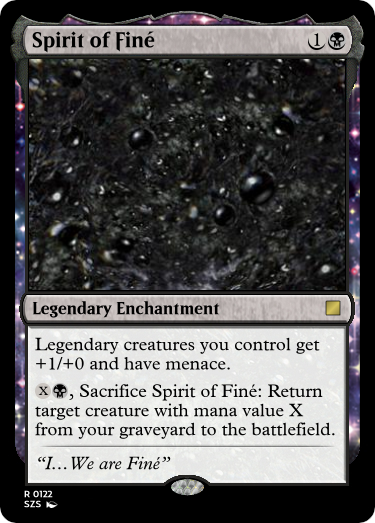 Spirit of Finé 1
Legendary Enchantment
Legendary creatures you control get
+1/+0 and have menace.
X, Sacrifice Spirit of Finé: Return
target creature with mana value X
from your graveyard to the battlefield.
“I…We are Finé”
R 0122
SZS